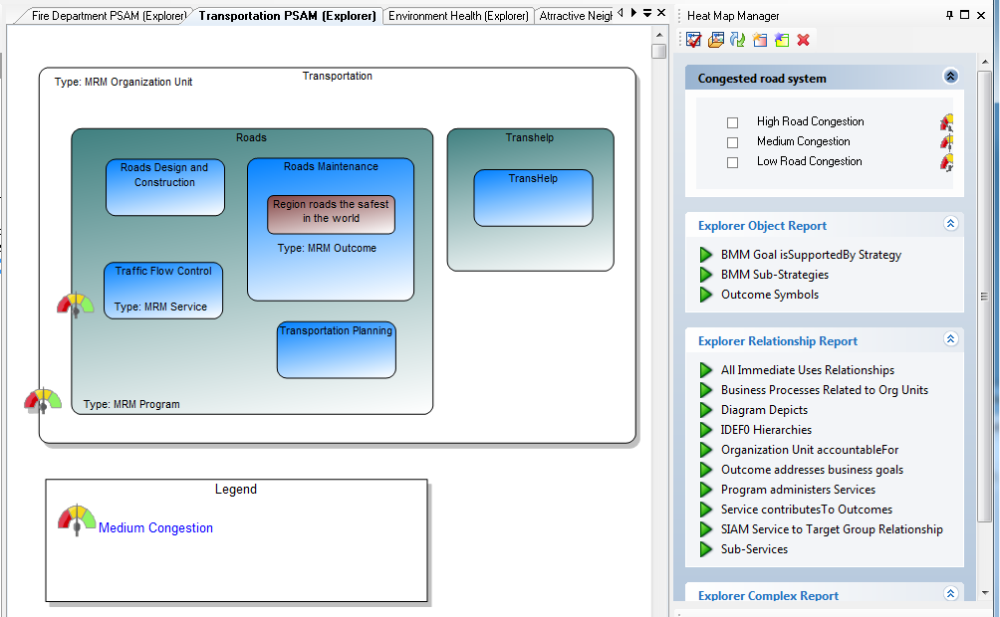 Fire Department PSAM (Explorer)
Transportation PSAM (Explorer)
Environment Health (Explorer)
Heat Map Manager
Transportation
Type: MRM Organization Unit
Roads
Roads Design and
Construction
Roads Maintenance
Region roads the safest
in the world
Type: MRM Outcome
Traffic Flow Control
Type: MRM Service
Transportation Planning
Type: MRM Program
Transhelp
TransHelp
Legend
Medium Congestion
Congested road system
High Road Congestion
Medium Congestion
Low Road Congestion
Explorer Object Report
BMM Goal isSupportedBy Strategy
BMM Sub-Strategies
Outcome Symbols
Explorer Relationship Report
All Immediate Uses Relationships
Business Processes Related to Org Units
Diagram Depicts
IDEF0 Hierarchies
Organization Unit accountableFor
Outcome addresses business goals
Program administers Services
Service contributesTo Outcomes
SIAM Service to Target Group Relationship
Sub-Services
Explorer Complex Report